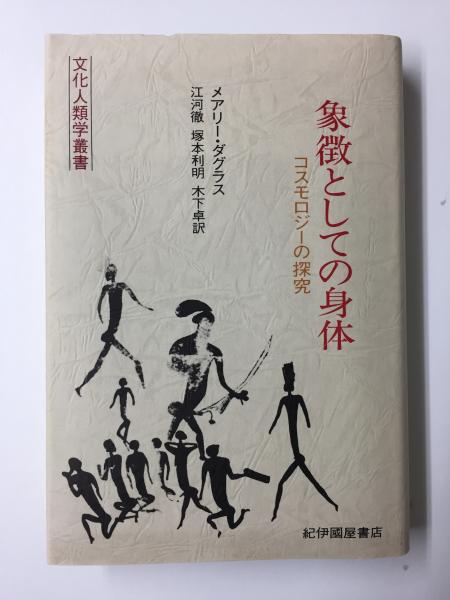 象徴としての身体
コスモロジーの探究
メアリー・ダグラス
江河徹 塚本利明 木下卓訳
文化人類学叢書
紀伊國屋書店